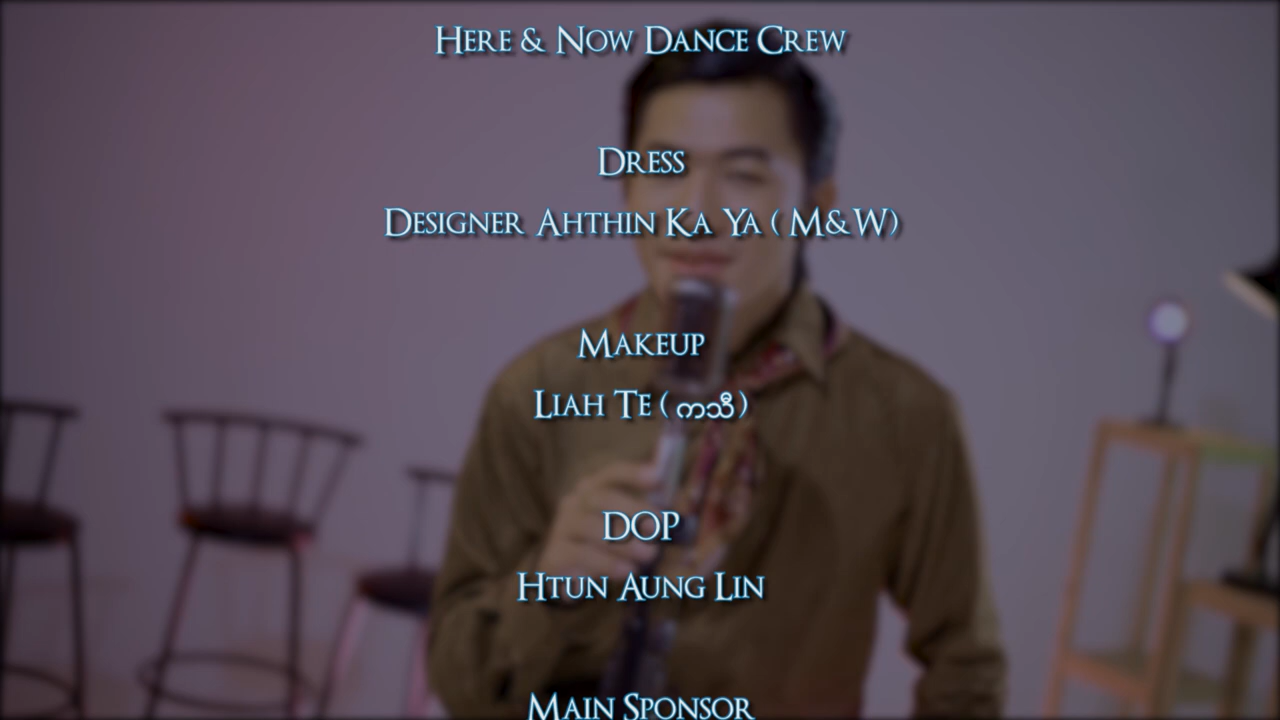 Here & Now Dance Crew
Dress
Designer Ahthin Ka Ya ( M&W)
Makeup
Liah Te ( ကသီ )
DOP
Htun Aung Lin
Main Sponsor